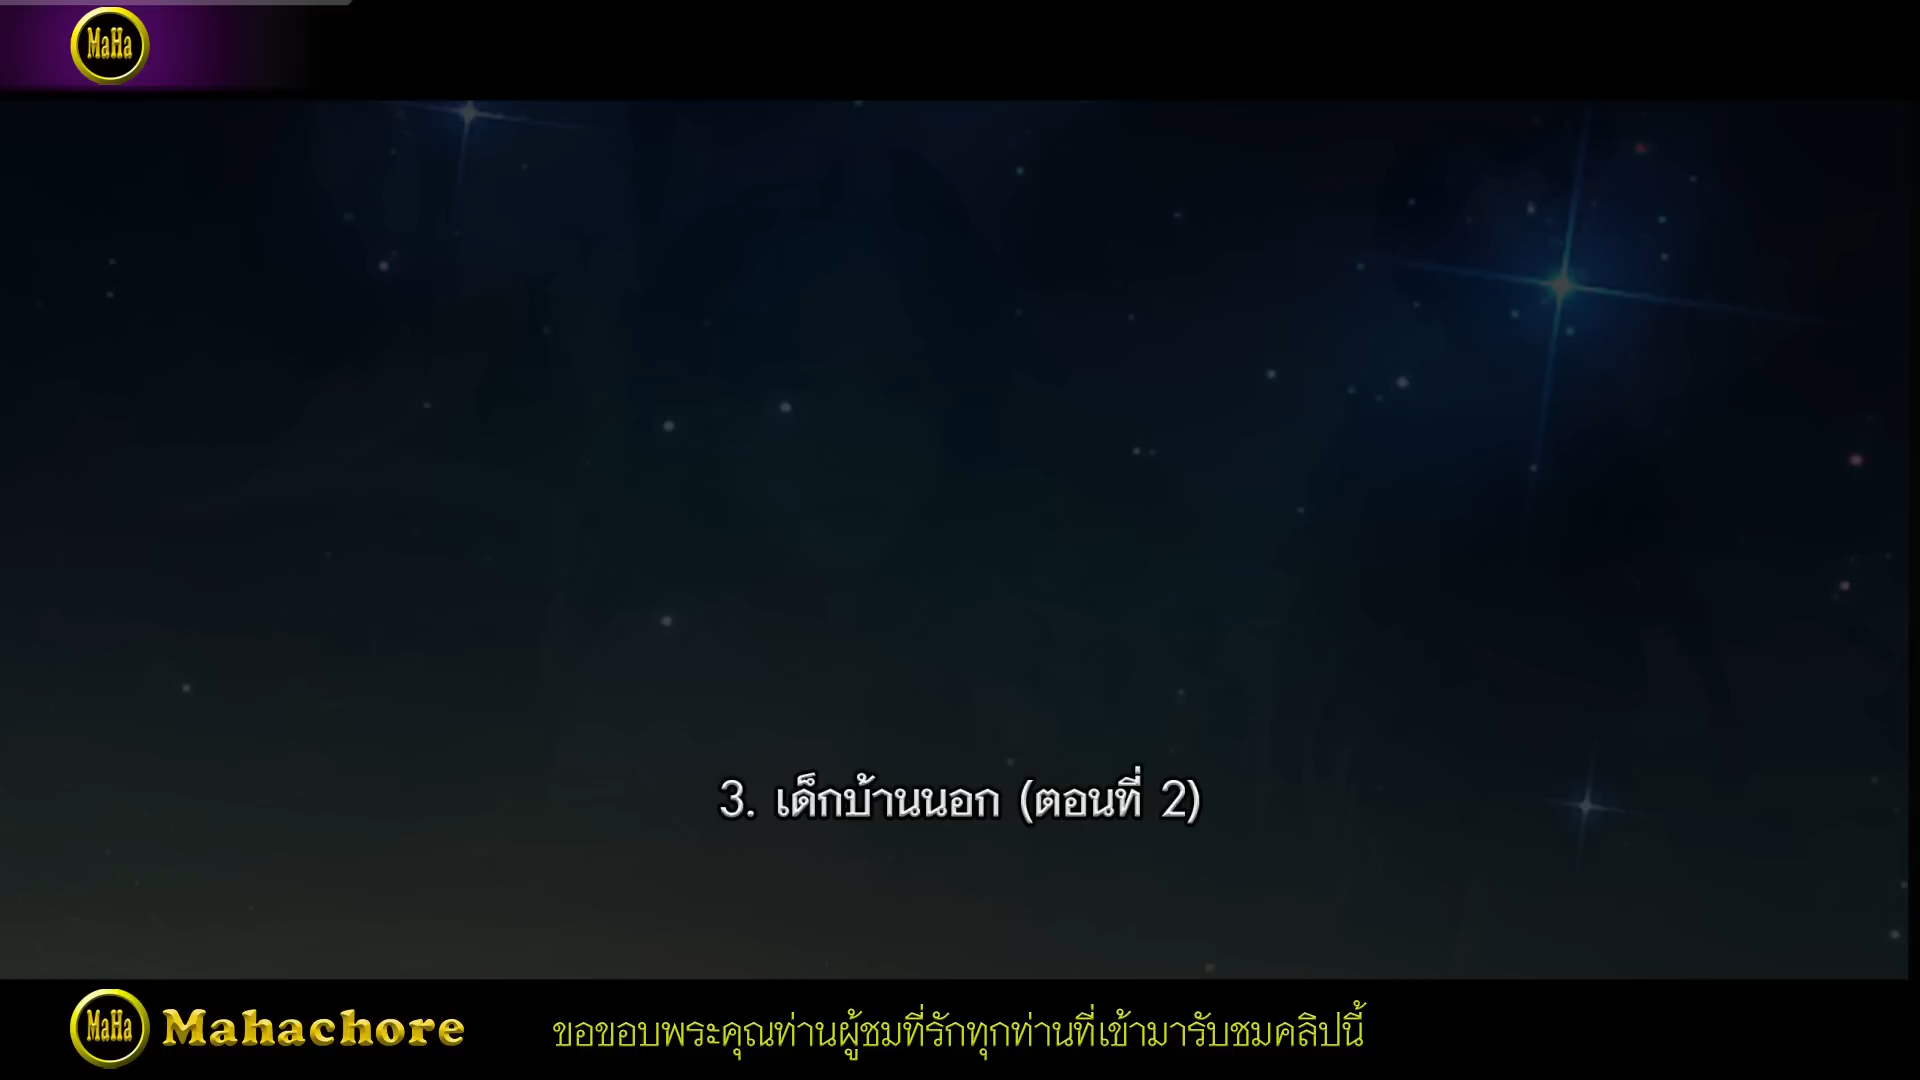 MaHa
3. เด็กบ้านนอก (ตอนที่ 2)
MaHa Mahachore
ขอขอบพระคุณท่านผู้ชมที่รักทุกท่านที่เข้ามารับชมคลิปนี้